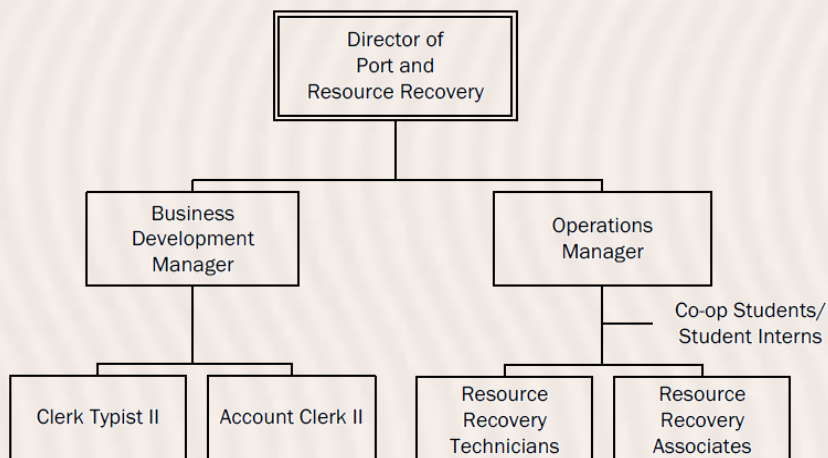 Director of
Port and
Resource Recovery
Business
Development
Manager
Operations
Manager
Co-op Students/
Student Interns
Clerk Typist II
Account Clerk II
Resource
Recovery
Technicians
Resource
Recovery
Associates